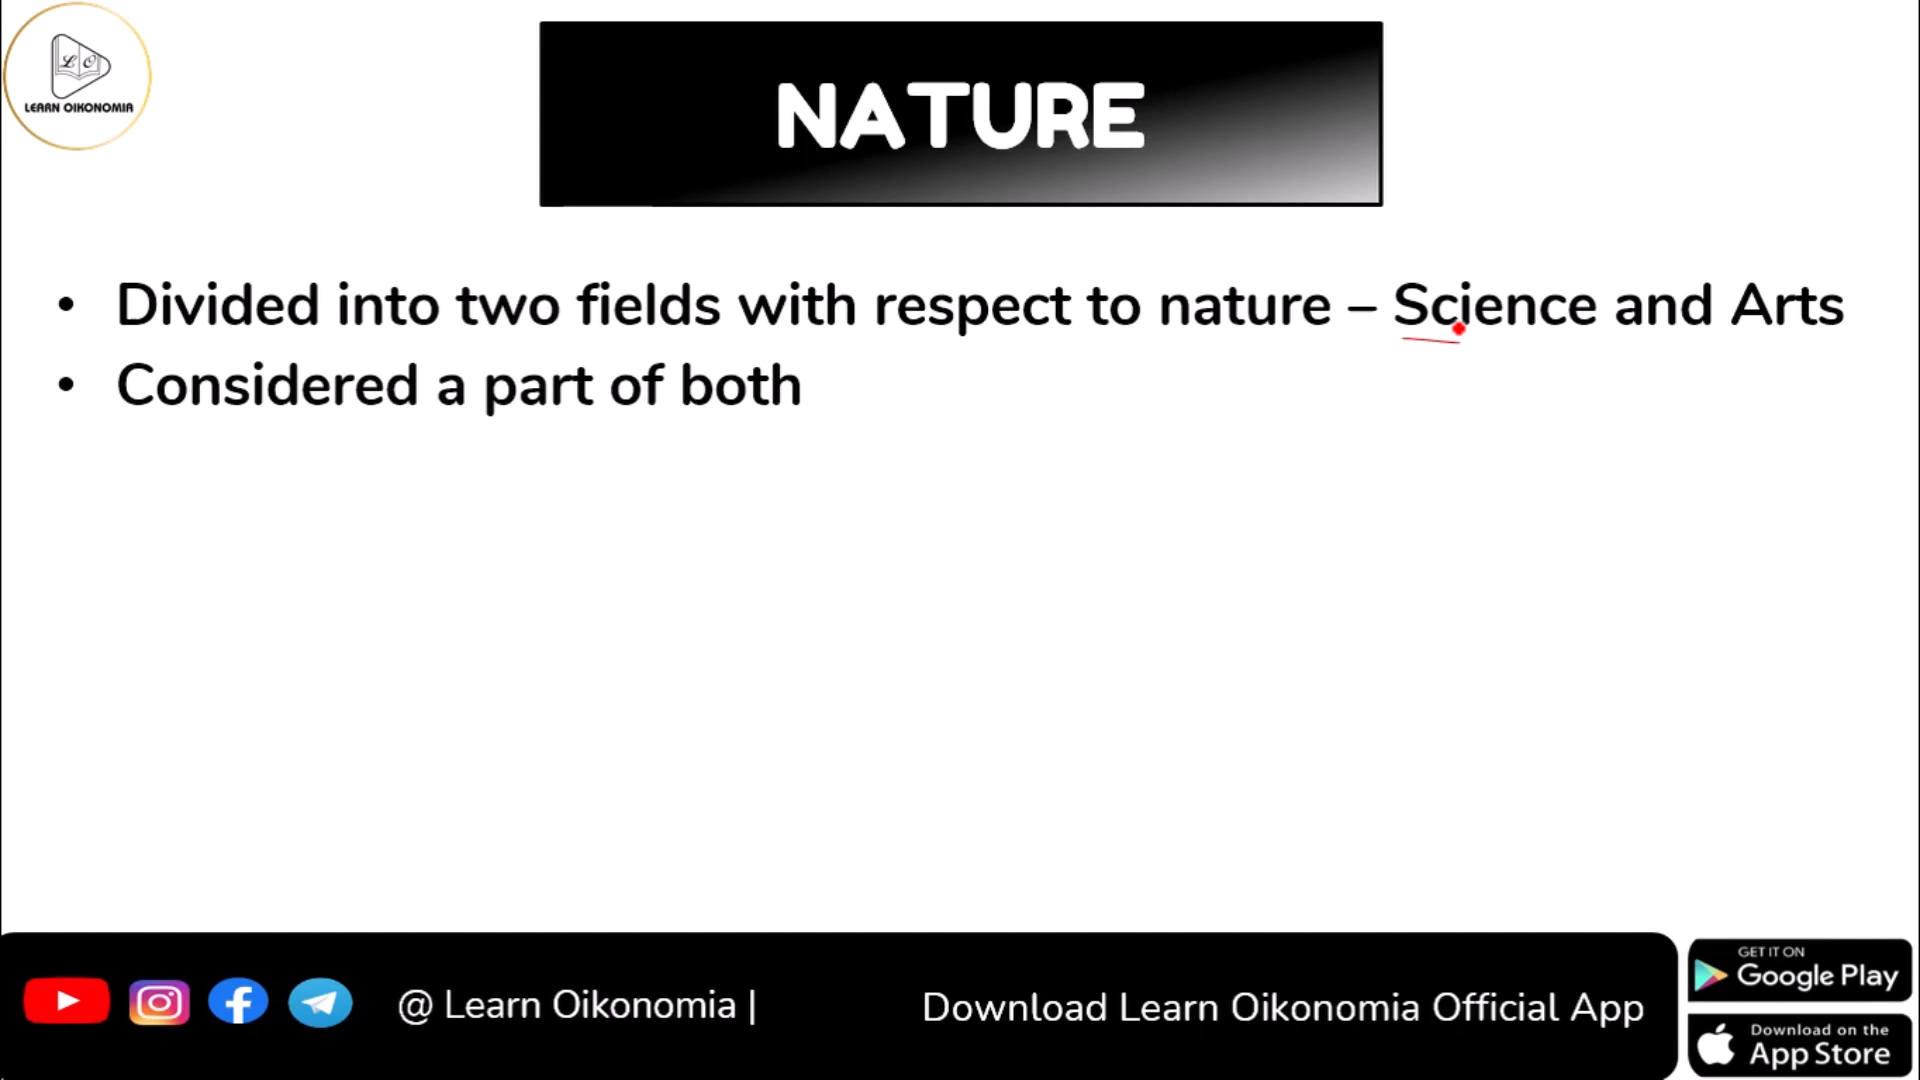 LO
LEARN OIKONOMIA
NATURE
• Divided into two fields with respect to nature – Science and Arts
• Considered a part of both
@ Learn Oikonomia |
Download Learn Oikonomia Official App
GET IT ON
Google Play
Download on the
App Store